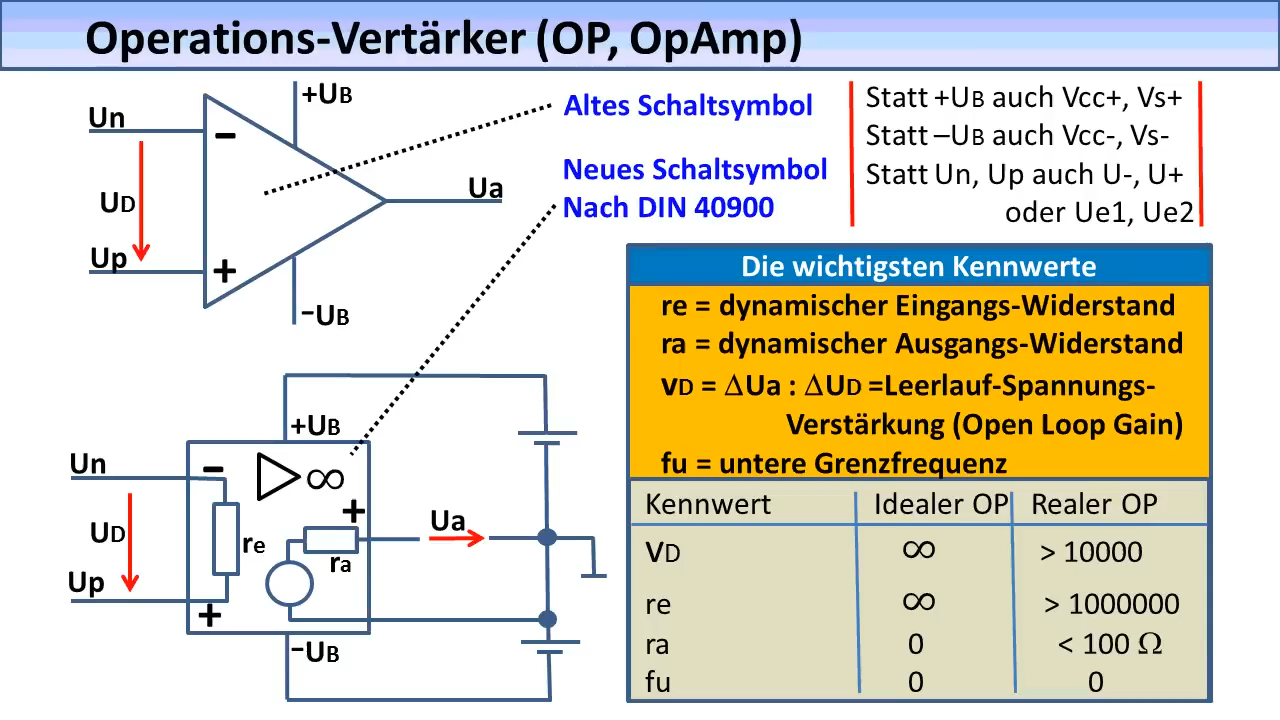 Operations-Vertärker (OP, OpAmp)
+UB
Un
−
UD
Up
+
−UB
Ua
Altes Schaltsymbol
Neues Schaltsymbol
Nach DIN 40900
Statt +UB auch Vcc+, Vs+
Statt –UB auch Vcc-, Vs-
Statt Un, Up auch U-, U+
oder Ue1, Ue2
+UB
Un
−
∞
+
UD
re
ra
Ua
Up
+
−UB
Die wichtigsten Kennwerte
re = dynamischer Eingangs-Widerstand
ra = dynamischer Ausgangs-Widerstand
vD = ΔUa : ΔUD =Leerlauf-Spannungs-
Verstärkung (Open Loop Gain)
fu = untere Grenzfrequenz
Kennwert Idealer OP Realer OP
vD ∞ > 10000
re ∞ > 1000000
ra 0 < 100 Ω
fu 0 0